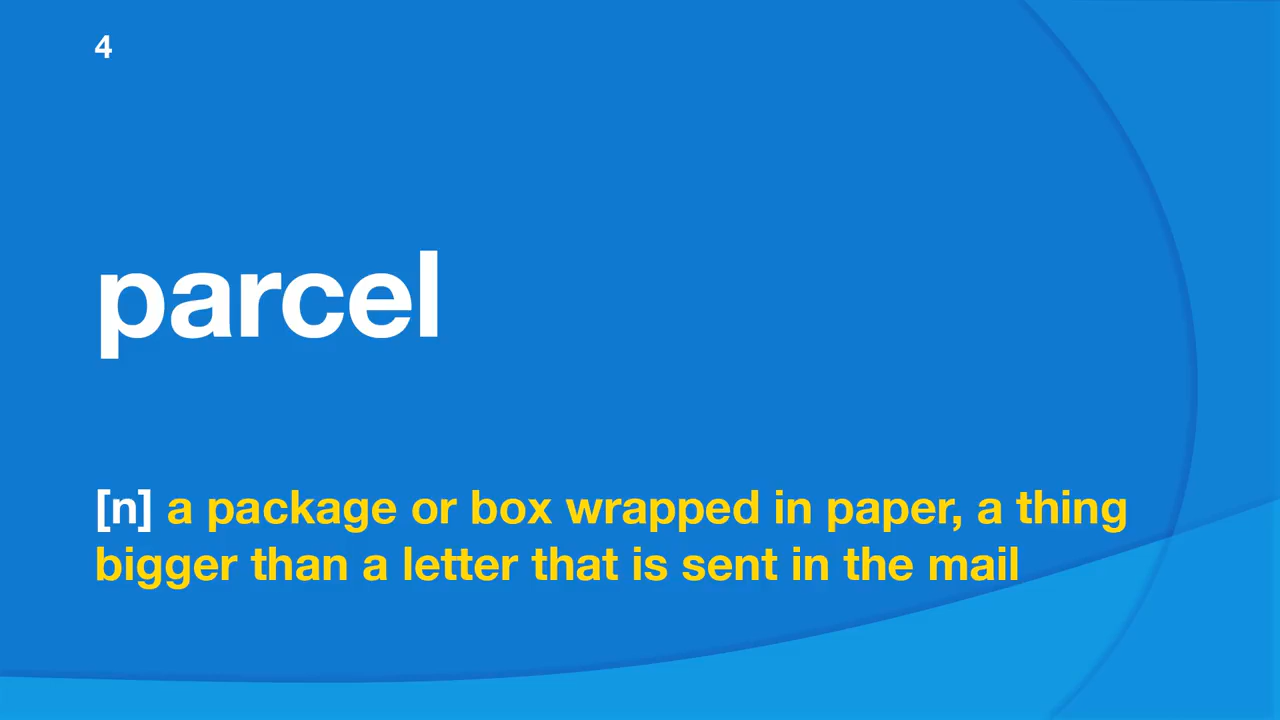 4
parcel
[n] a package or box wrapped in paper, a thing
bigger than a letter that is sent in the mail